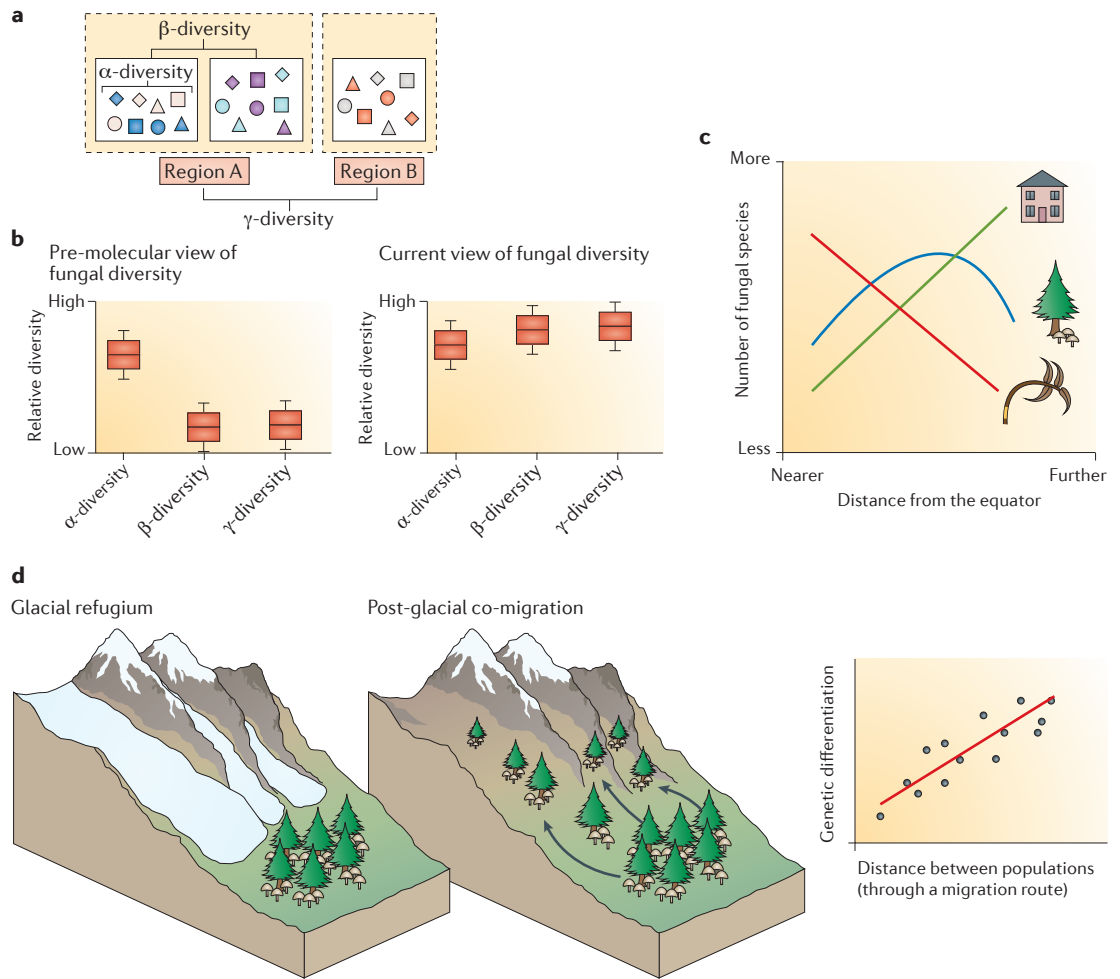 a
β-diversity
α-diversity
Region A
Region B
γ-diversity
b
Pre-molecular view of
fungal diversity
High
Relative diversity
Low
α-diversity
β-diversity
γ-diversity
Current view of fungal diversity
High
Relative diversity
Low
α-diversity
β-diversity
γ-diversity
c
More
Number of fungal species
Less
Nearer
Further
Distance from the equator
d
Glacial refugium
Post-glacial co-migration
Genetic differentiation
Distance between populations
(through a migration route)